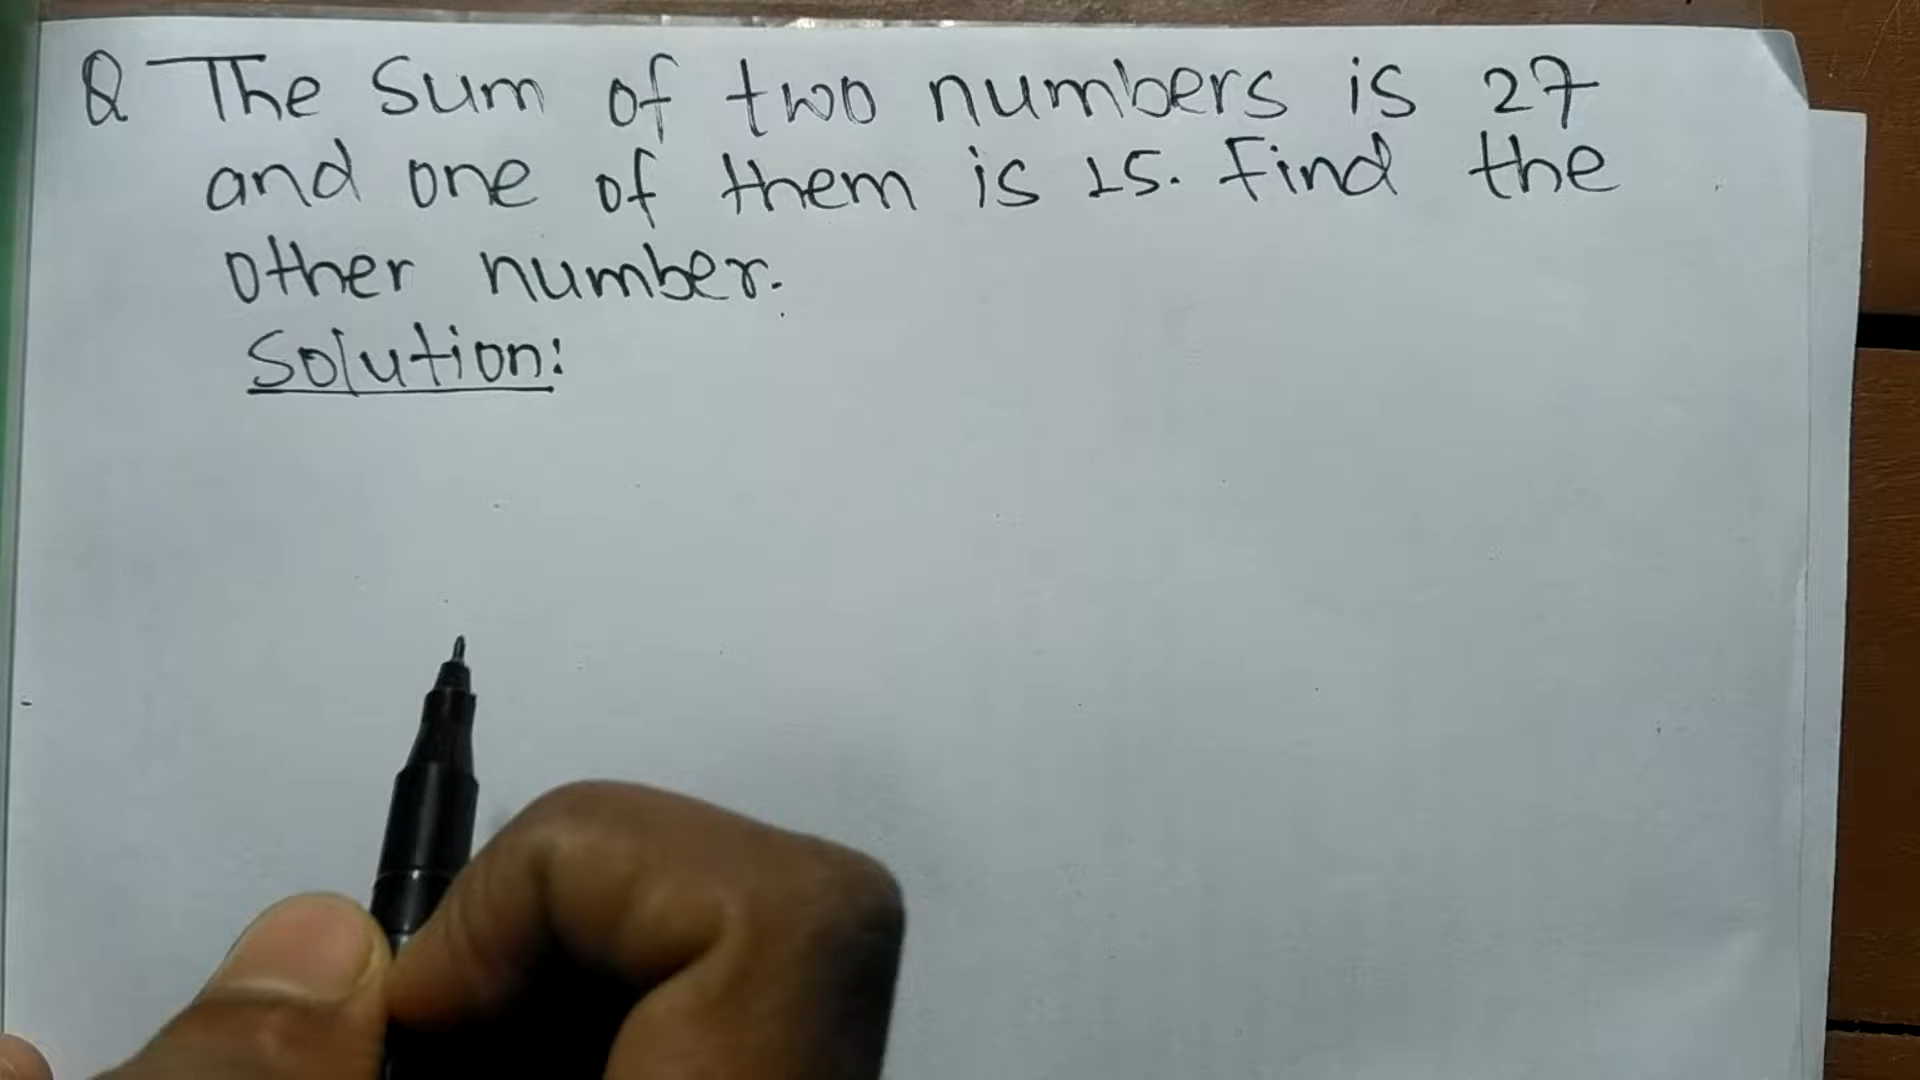 Q The Sum of two numbers is 27
and one of them is 15. Find the
other number.
Solution: